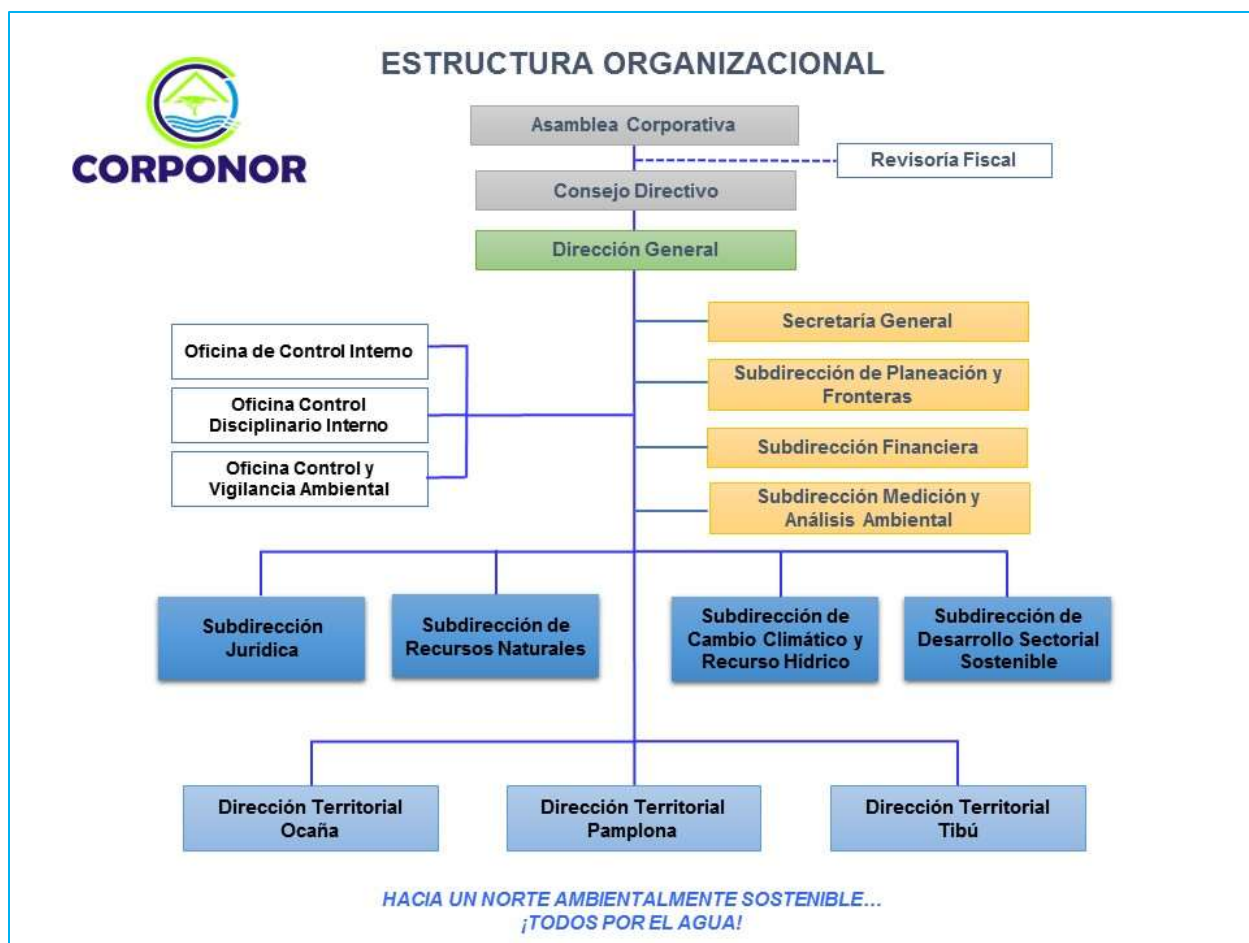 ESTRUCTURA ORGANIZACIONAL
CORPONOR
Asamblea Corporativa
Revisoría Fiscal
Consejo Directivo
Dirección General
Secretaría General
Oficina de Control Interno
Subdirección de Planeación y
Fronteras
Oficina Control
Disciplinario Interno
Subdirección Financiera
Oficina Control y
Vigilancia Ambiental
Subdirección Medición y
Análisis Ambiental
Subdirección
Jurídica
Subdirección de
Recursos Naturales
Subdirección de
Cambio Climático y
Recurso Hídrico
Subdirección de
Desarrollo Sectorial
Sostenible
Dirección Territorial
Ocaña
Dirección Territorial
Pamplona
Dirección Territorial
Tibú
HACIA UN NORTE AMBIENTALMENTE SOSTENIBLE...
¡TODOS POR EL AGUA!